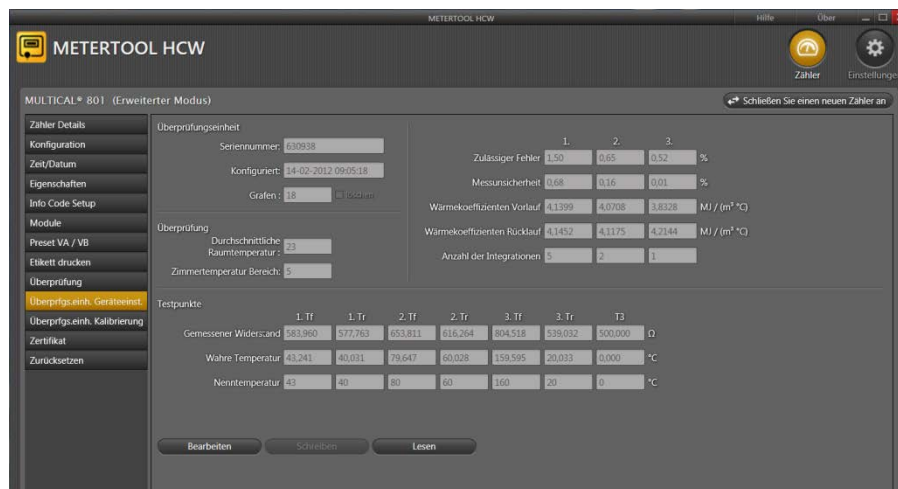 METERTOOL HCW
Hilfe Über
METERTOOL HCW
Zähler
Einstellunge
MULTICAL® 801 (Erweiterter Modus)
Schließen Sie einen neuen Zähler an
Zähler Details
Konfiguration
Zeit/Datum
Eigenschaften
Info Code Setup
Module
Preset VA / VB
Etikett drucken
Überprüfung
Überprfgs.einh. Geräteeinst.
Überprfgs.einh. Kalibrierung
Zertifikat
Zurücksetzen
Überprüfungseinheit
Seriennummer: 630938
Konfiguriert: 14-02-2012 09:05:18
Grafen : 18
Überprüfung
Durchschnittliche
Raumtemperatur : 23
Zimmertemperatur Bereich: 5
1. 2. 3.
Zulässiger Fehler 1,50 0,65 0,52 %
Messunsicherheit 0,68 0,16 0,01 %
Wärmekoeffizienten Vorlauf 4,1399 4,0708 3,8328 MJ / (m³ °C)
Wärmekoeffizienten Rücklauf 4,1452 4,1175 4,2144 MJ / (m³ °C)
Anzahl der Integrationen 5 2 1
Testpunkte
1. Tf 1. Tr 2. Tf 2. Tr 3. Tf 3. Tr T3
Gemessener Widerstand 583,960 577,763 653,811 616,264 804,518 539,032 500,000 Ω
Wahre Temperatur 43,241 40,031 79,647 60,028 159,595 20,033 0,000 °C
Nenntemperatur 43 40 80 60 160 20 0 °C
Bearbeiten Schreiben Lesen